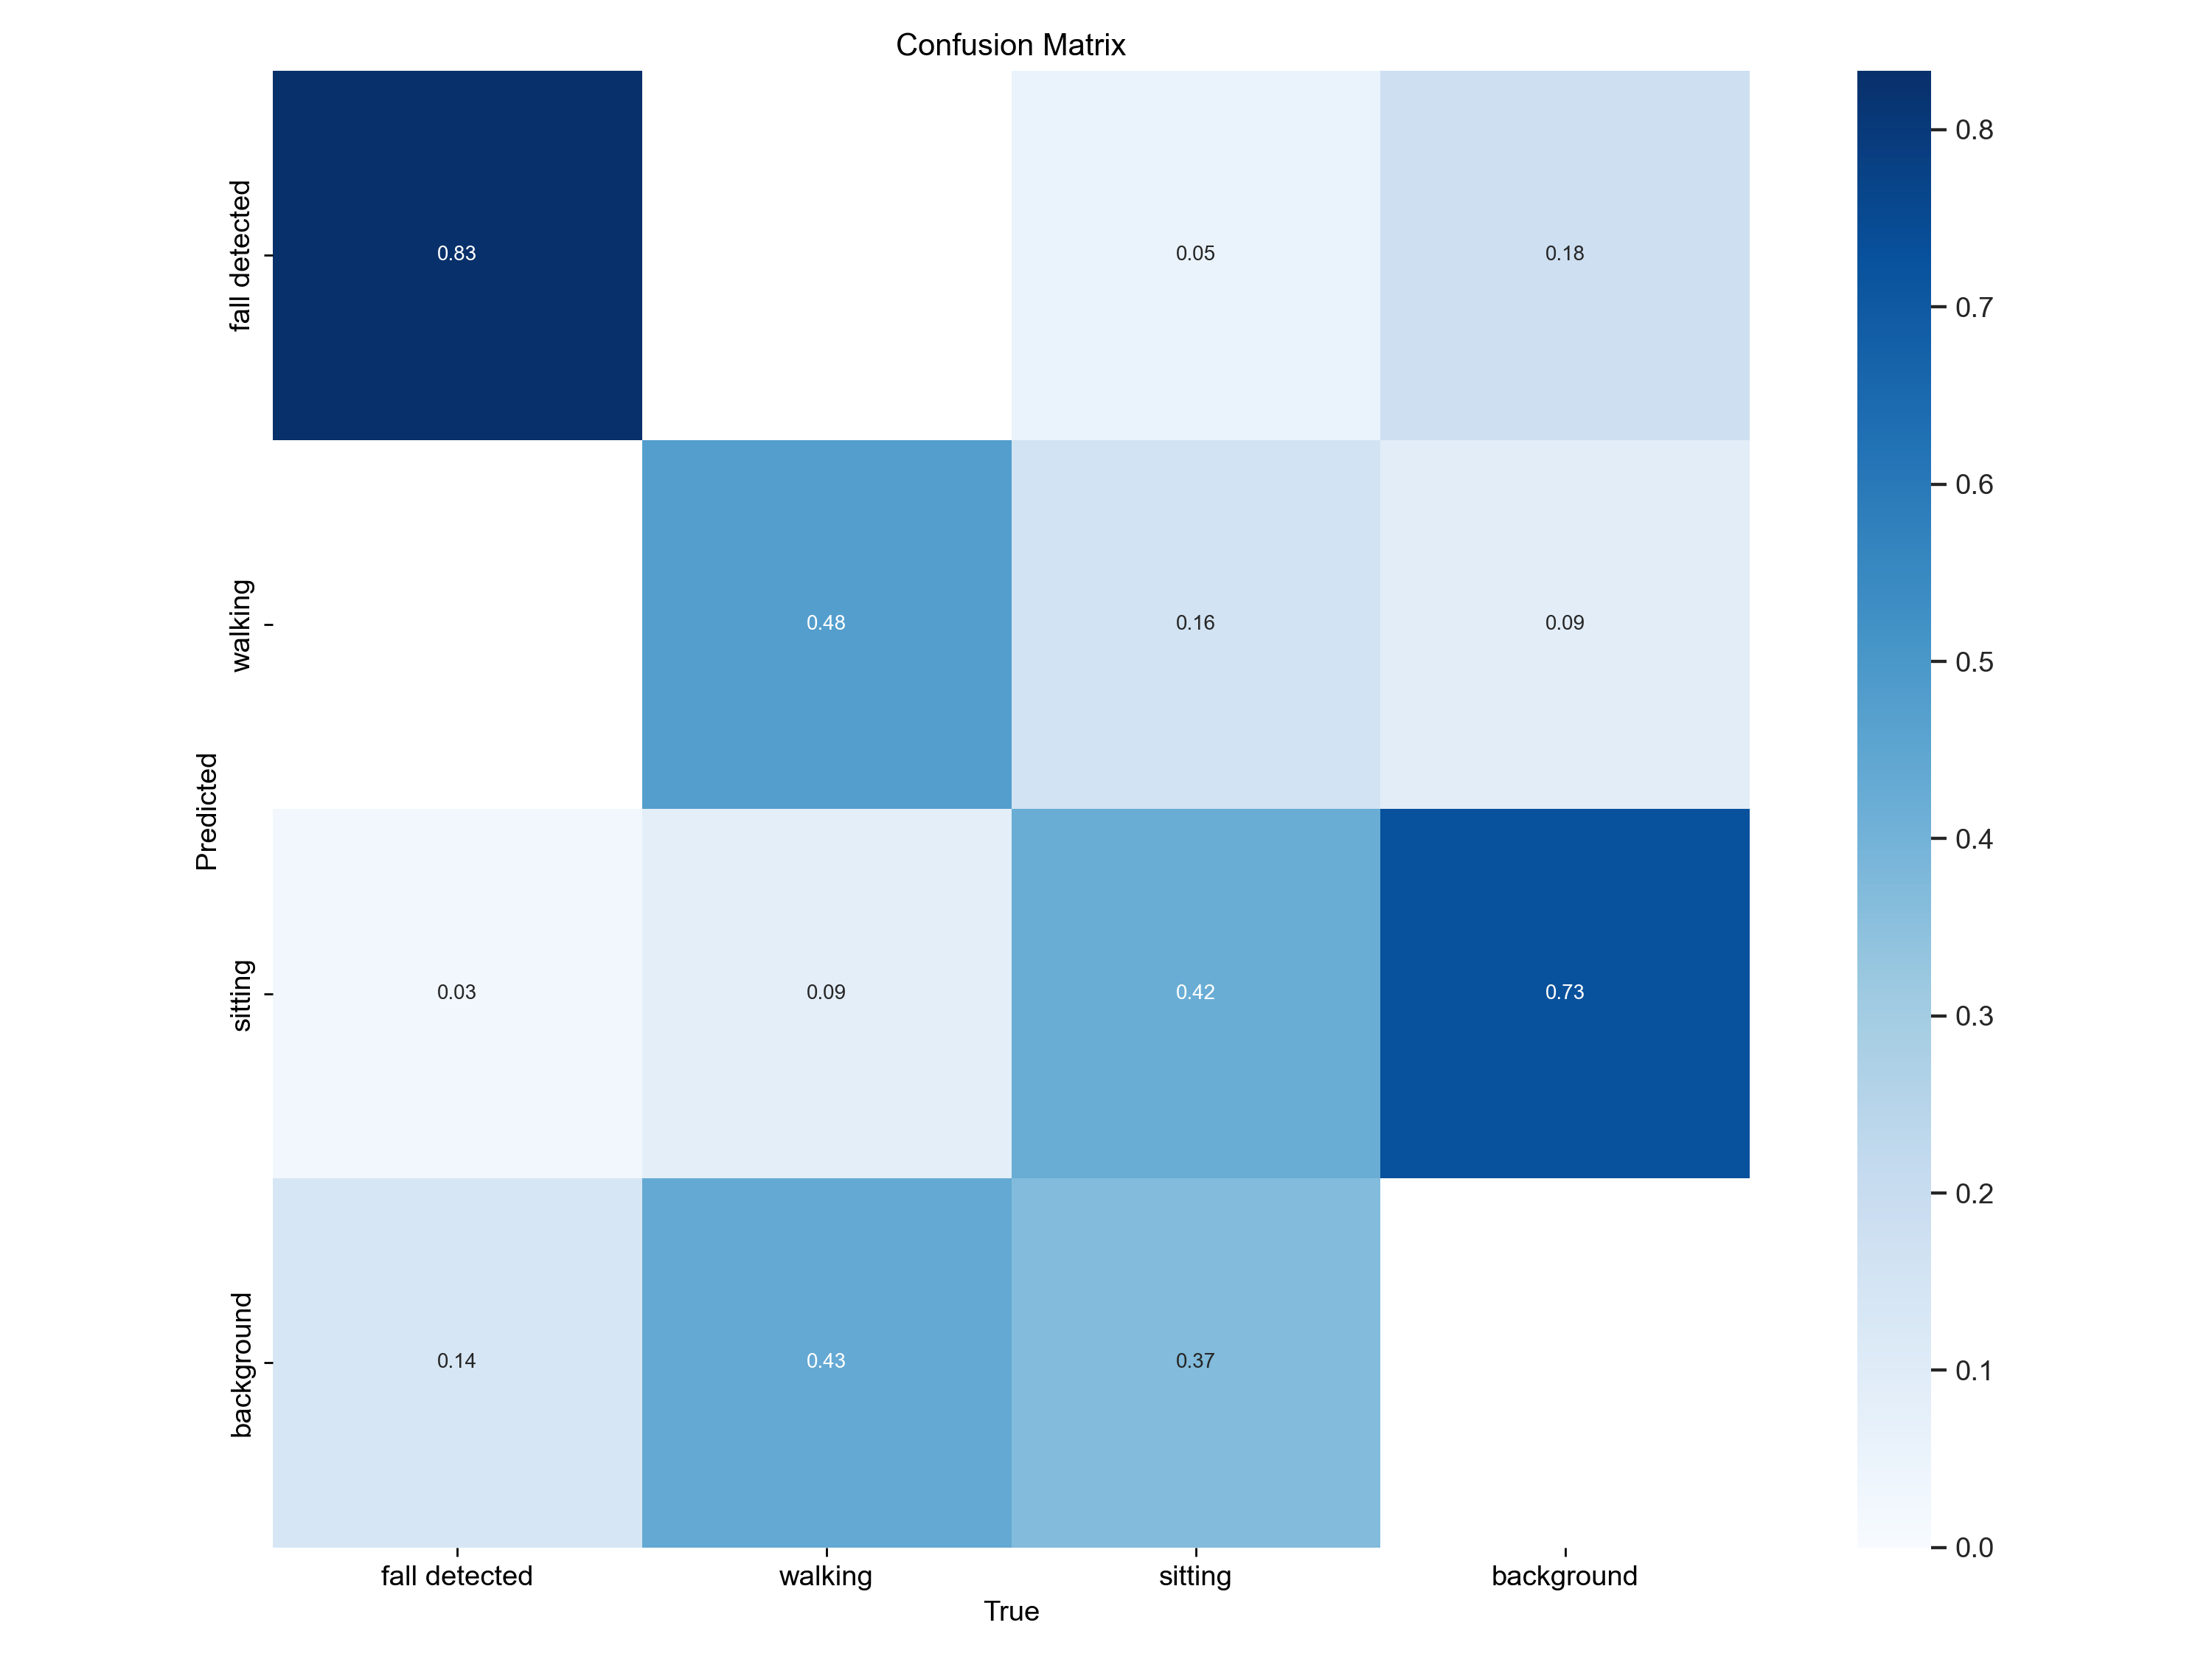 Confusion Matrix
fall detected
0.83
0.05
0.18
walking
0.48
0.16
0.09
Predicted
sitting
0.03
0.09
0.42
0.73
background
0.14
0.43
0.37
fall detected
walking
sitting
background
True
0.8
0.7
0.6
0.5
0.4
0.3
0.2
0.1
0.0